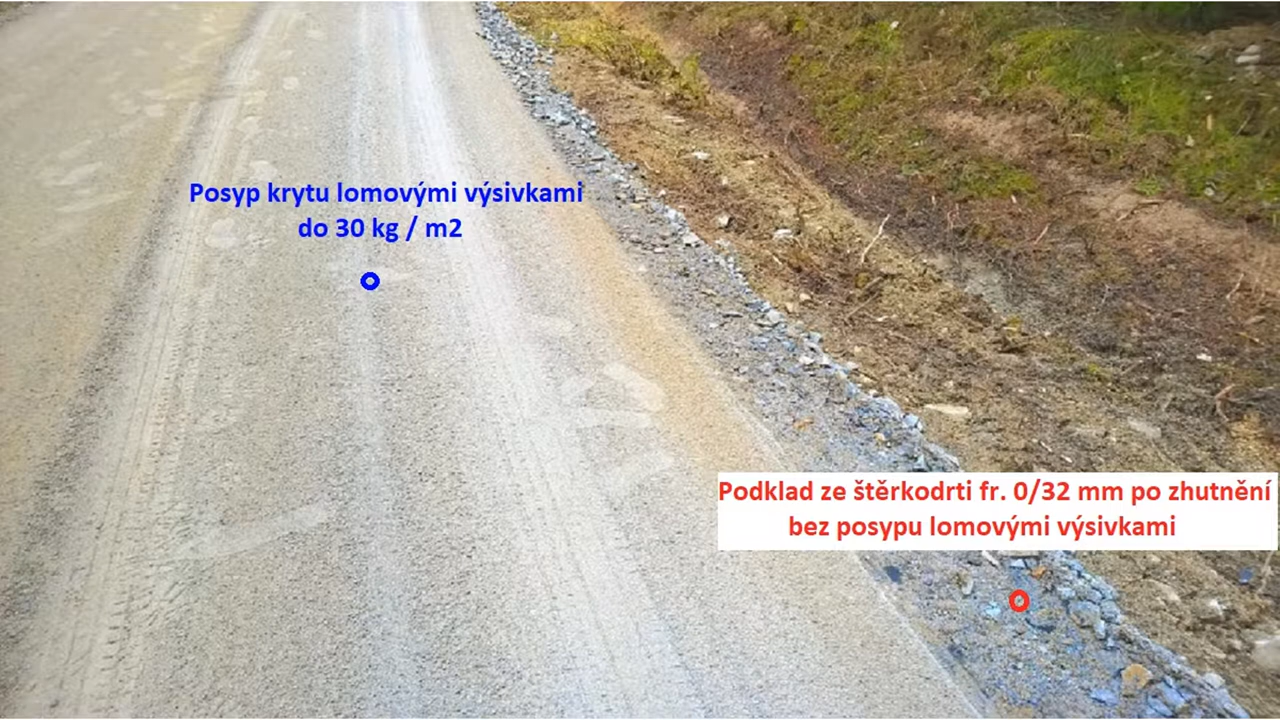 Posyp krytu lomovými výsivkami
do 30 kg / m2
Podklad ze štěrkodrti fr. 0/32 mm po zhutnění
bez posypu lomovými výsivkami